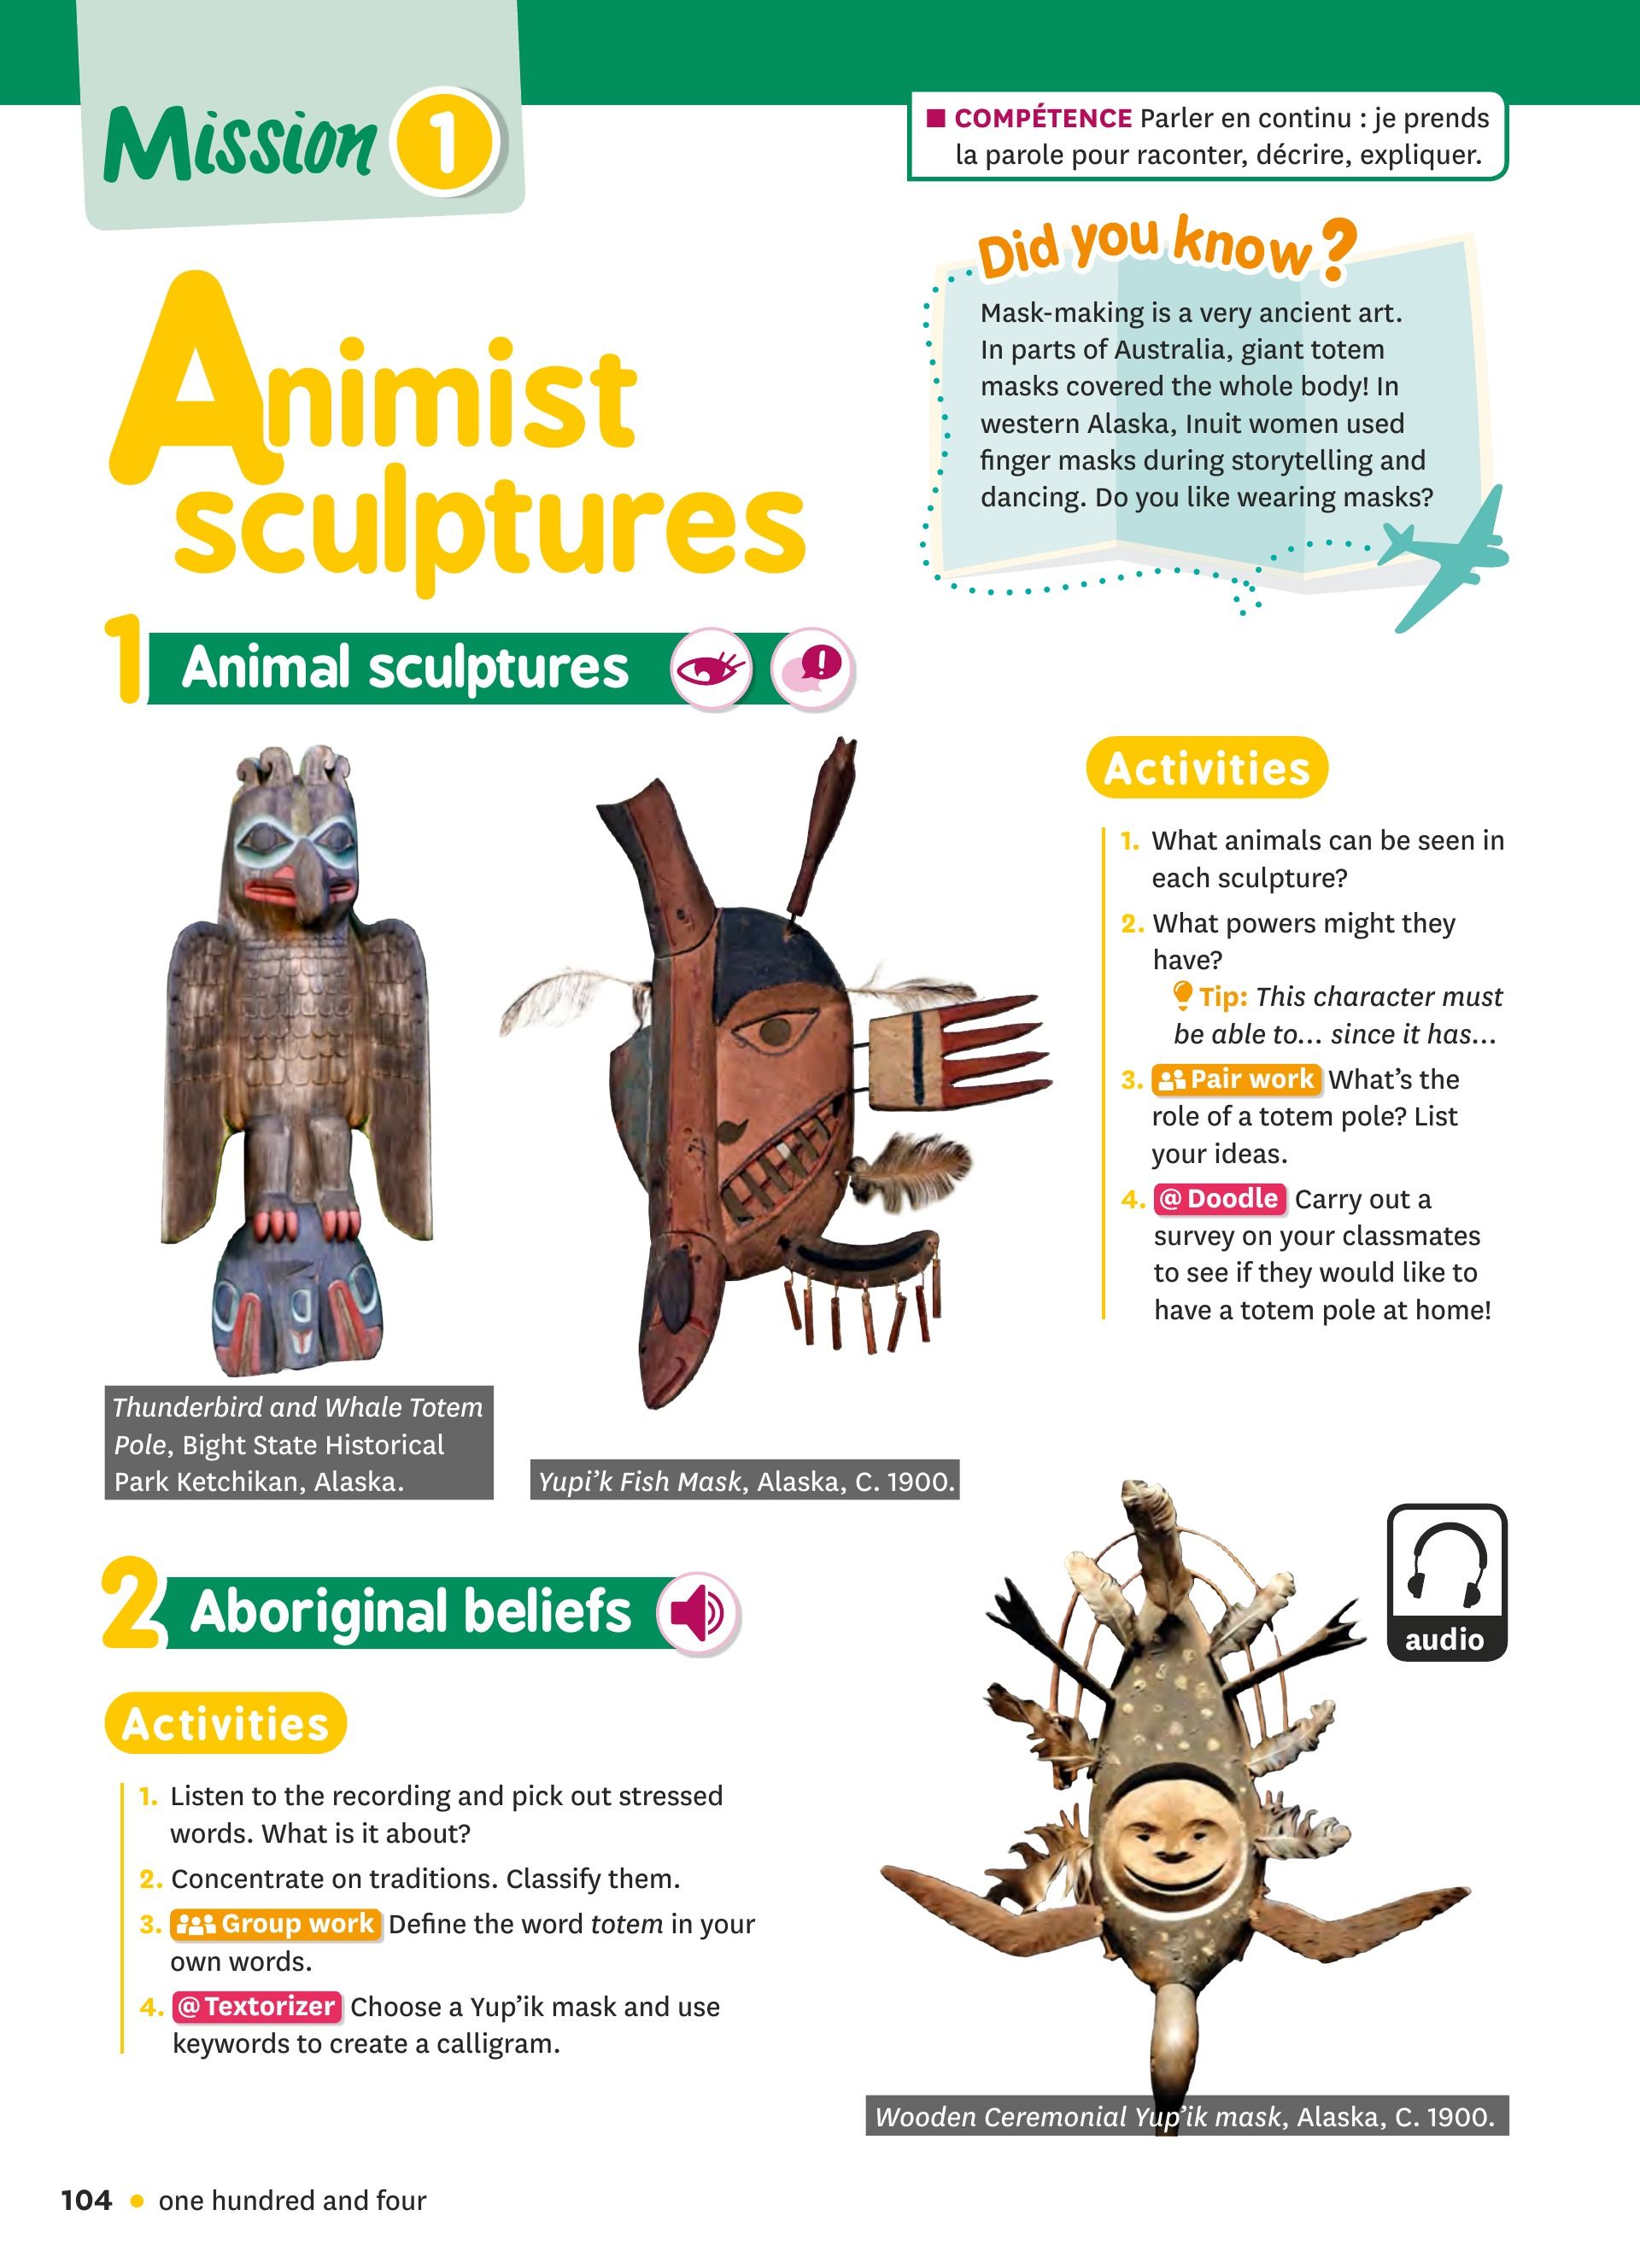 Mission 1
■ COMPÉTENCE Parler en continu : je prends
la parole pour raconter, décrire, expliquer.
Did you know?
Mask-making is a very ancient art.
In parts of Australia, giant totem
masks covered the whole body! In
western Alaska, Inuit women used
finger masks during storytelling and
dancing. Do you like wearing masks?
Animist
sculptures
1 Animal sculptures
Activities
1. What animals can be seen in
each sculpture?
2. What powers might they
have?
Tip: This character must
be able to... since it has...
3. Pair work What's the
role of a totem pole? List
your ideas.
4. @ Doodle Carry out a
survey on your classmates
to see if they would like to
have a totem pole at home!
Thunderbird and Whale Totem
Pole, Bight State Historical
Park Ketchikan, Alaska.
Yupi'k Fish Mask, Alaska, C. 1900.
2 Aboriginal beliefs
audio
Activities
1. Listen to the recording and pick out stressed
words. What is it about?
2. Concentrate on traditions. Classify them.
3. Group work Define the word totem in your
own words.
4. @ Textorizer Choose a Yup'ik mask and use
keywords to create a calligram.
Wooden Ceremonial Yup'ik mask, Alaska, C. 1900.
104 • one hundred and four